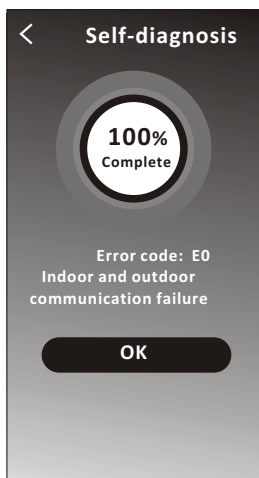 Self-diagnosis
100%
Complete
Error code: E0
Indoor and outdoor
communication failure
OK